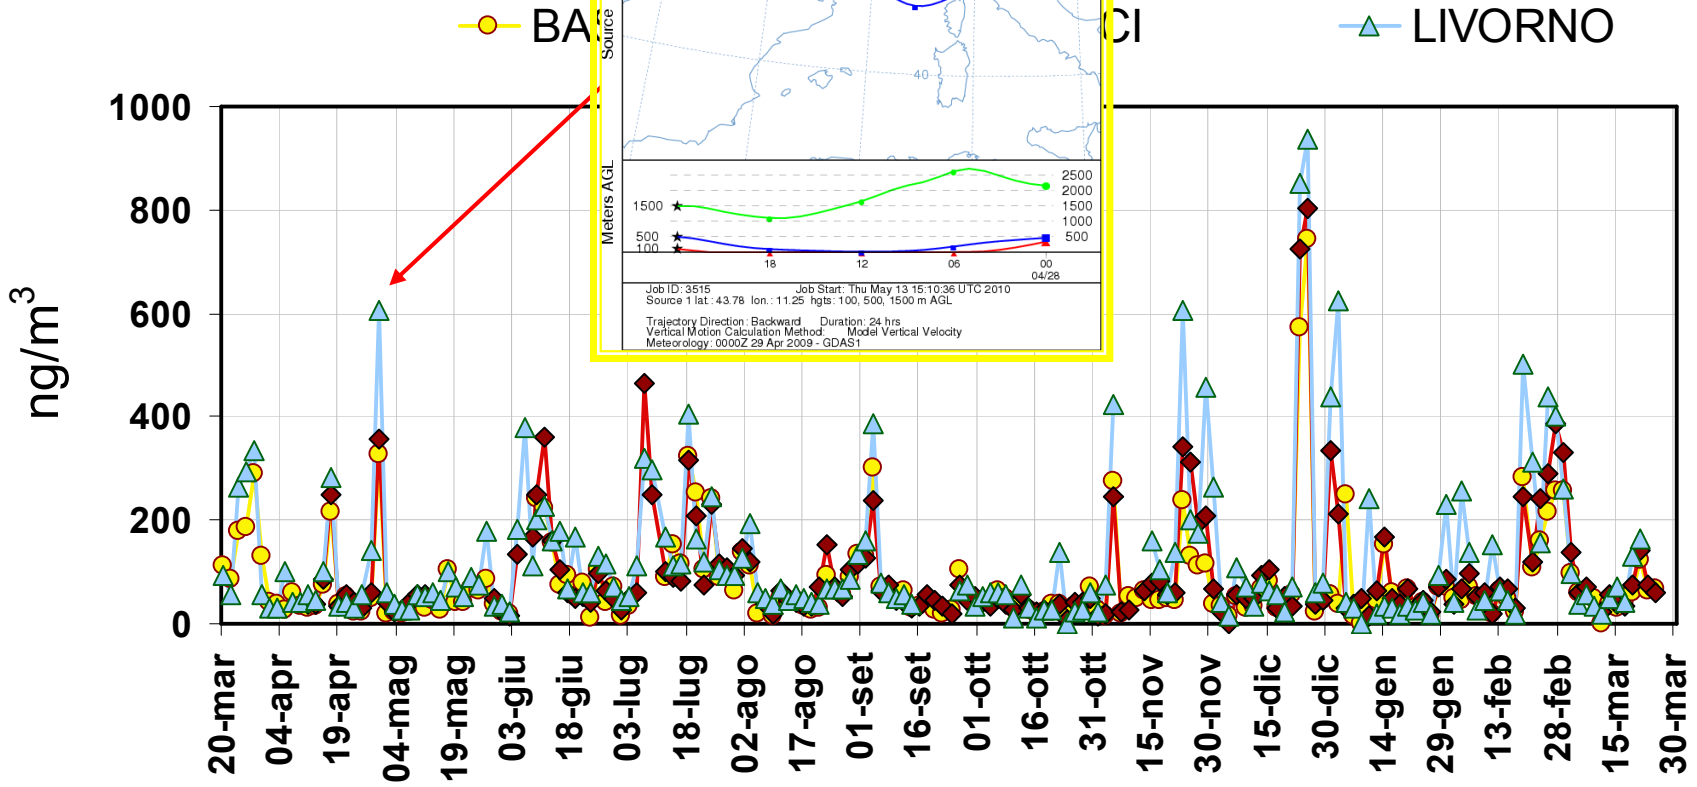 BA CI LIVORNO
Source
40
1000
800
600
400
200
0
ng/m³
Meters AGL
1500
500
100
2500
2000
1500
1000
500
18 12 06 00
04/28
Job ID: 3515 Job Start: Thu May 13 15:10:36 UTC 2010
Source 1 lat.: 43.78 lon.: 11.25 hgts: 100, 500, 1500 m AGL
Trajectory Direction: Backward Duration: 24 hrs
Vertical Motion Calculation Method: Model Vertical Velocity
Meteorology: 0000Z 29 Apr 2009 - GDAS1
20-mar
04-apr
19-apr
04-mag
19-mag
03-giu
18-giu
03-lug
18-lug
02-ago
17-ago
01-set
16-set
01-ott
16-ott
31-ott
15-nov
30-nov
15-dic
30-dic
14-gen
29-gen
13-feb
28-feb
15-mar
30-mar